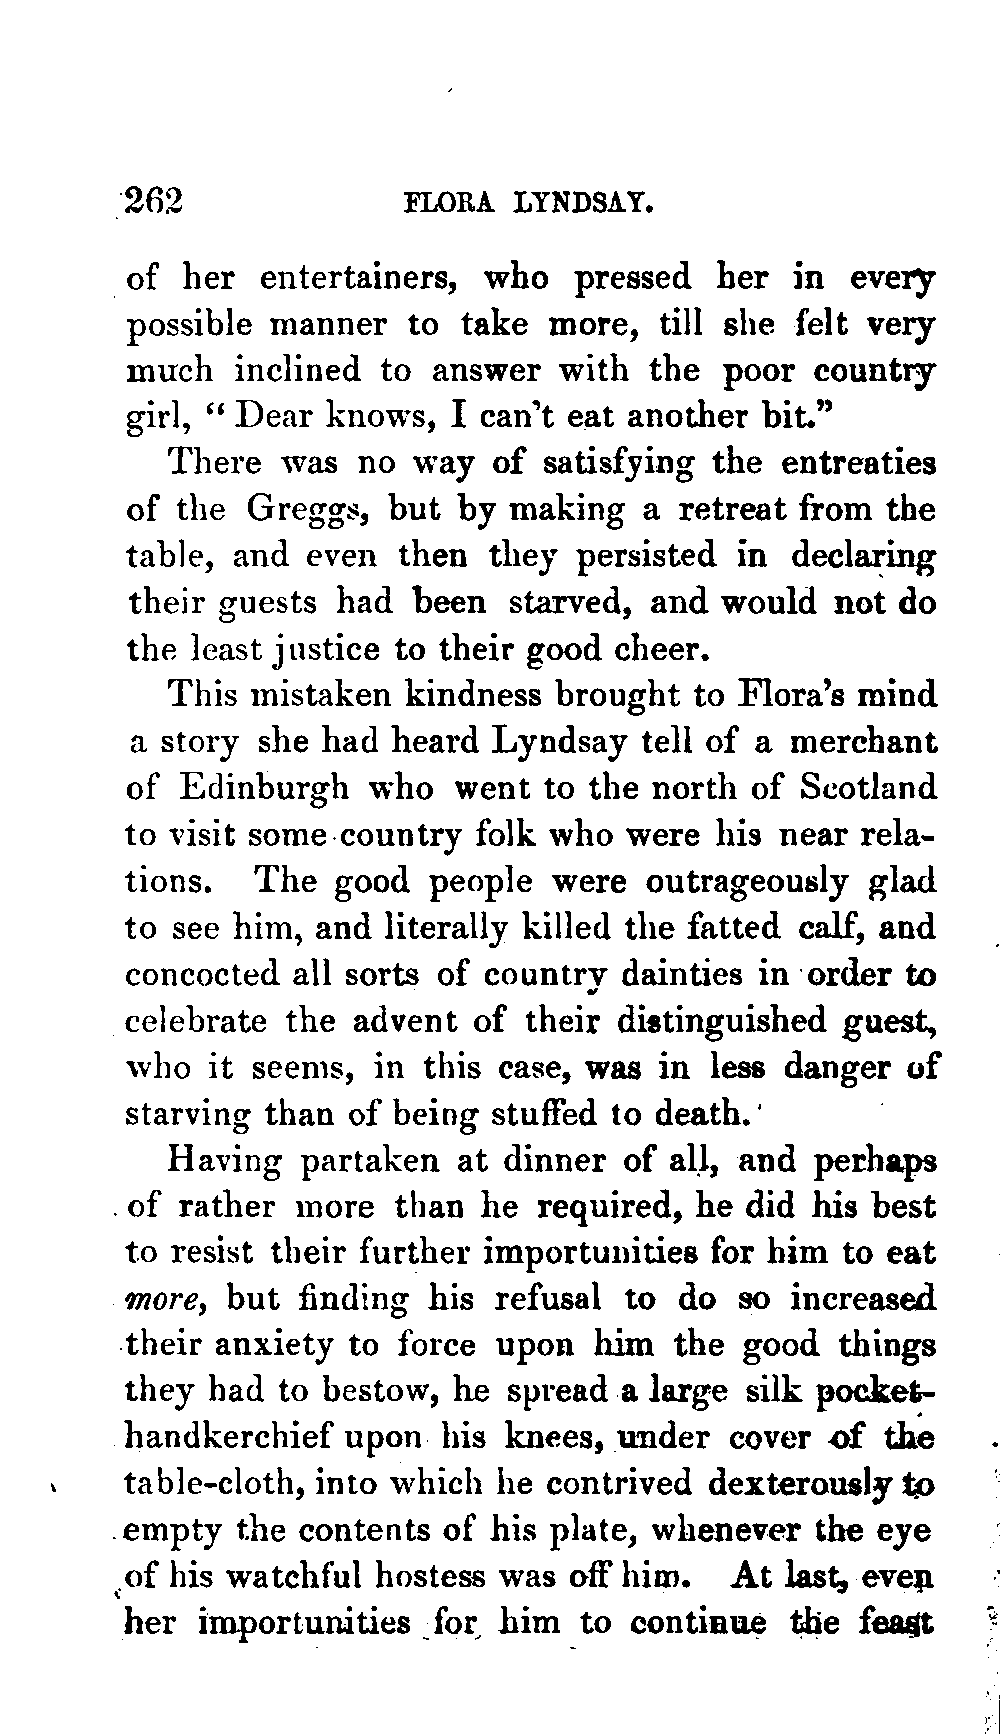 262 FLORA LYNDSAY.
of her entertainers, who pressed her in every
possible manner to take more, till she felt very
much inclined to answer with the poor country
girl, “ Dear knows, I can't eat another bit.”
There was no way of satisfying the entreaties
of the Greggs, but by making a retreat from the
table, and even then they persisted in declaring
their guests had been starved, and would not do
the least justice to their good cheer.
This mistaken kindness brought to Flora's mind
a story she had heard Lyndsay tell of a merchant
of Edinburgh who went to the north of Scotland
to visit some country folk who were his near rela-
tions. The good people were outrageously glad
to see him, and literally killed the fatted calf, and
concocted all sorts of country dainties in order to
celebrate the advent of their distinguished guest,
who it seems, in this case, was in less danger of
starving than of being stuffed to death.
Having partaken at dinner of all, and perhaps
of rather more than he required, he did his best
to resist their further importunities for him to eat
more, but finding his refusal to do so increased
their anxiety to force upon him the good things
they had to bestow, he spread a large silk pocket-
handkerchief upon his knees, under cover of the
table-cloth, into which he contrived dexterously to
empty the contents of his plate, whenever the eye
of his watchful hostess was off him. At last, even
her importunities for him to continue the feast